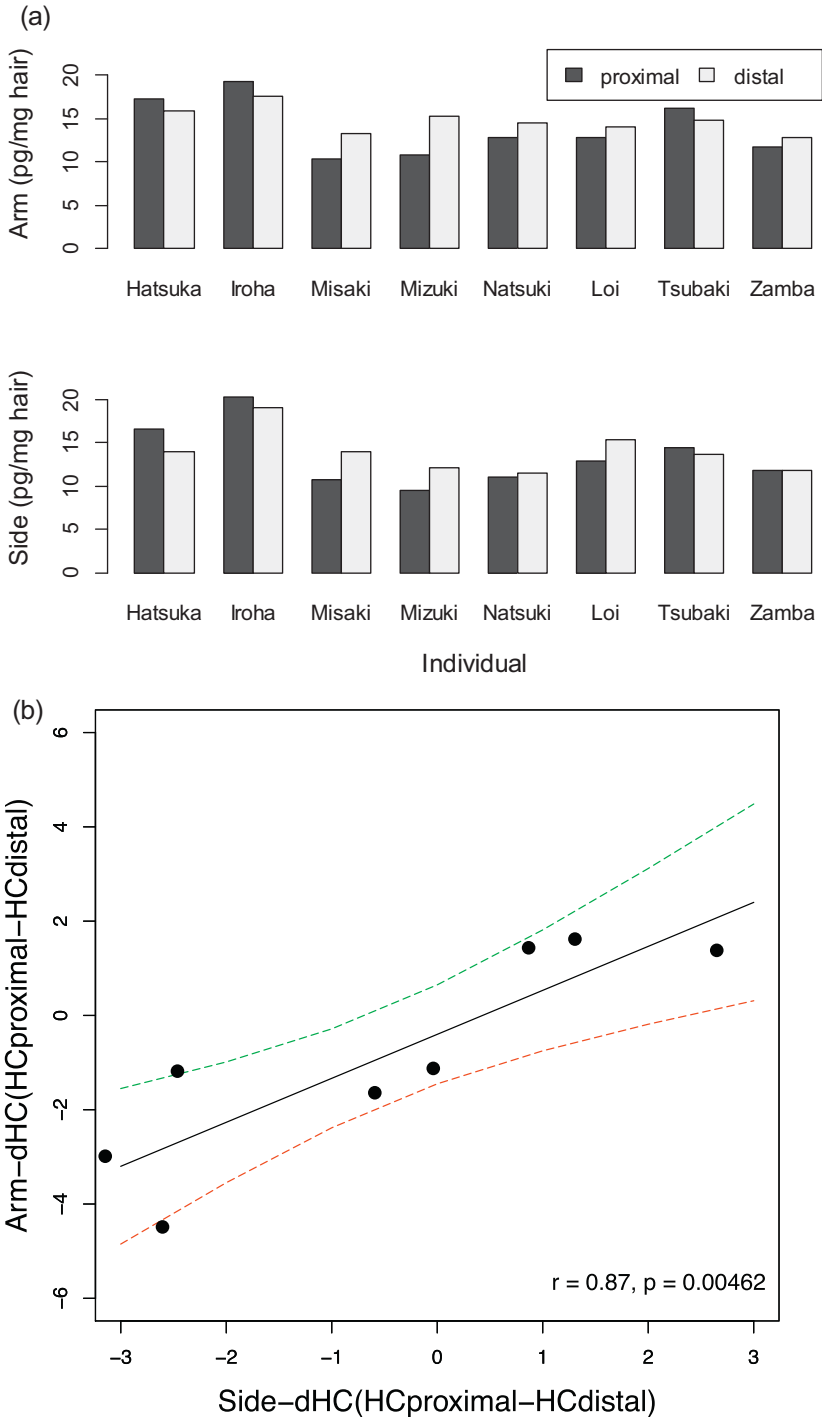 (a)
proximal distal
Arm (pg/mg hair)
20
15
10
5
0
Hatsuka Iroha Misaki Mizuki Natsuki Loi Tsubaki Zamba
Side (pg/mg hair)
20
15
10
5
0
Hatsuka Iroha Misaki Mizuki Natsuki Loi Tsubaki Zamba
Individual
(b)
Arm−dHC(HCproximal−HCdistal)
6
4
2
0
−2
−4
−6
r = 0.87, p = 0.00462
−3 −2 −1 0 1 2 3
Side−dHC(HCproximal−HCdistal)